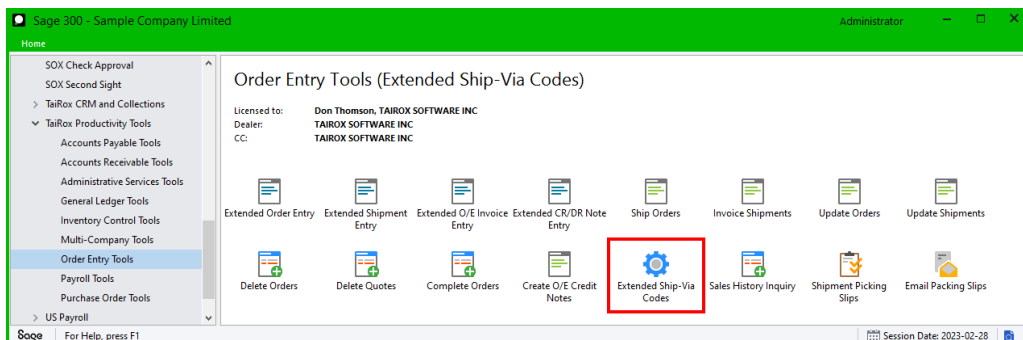 Sage 300 - Sample Company Limited
Administrator
Home
SOX Check Approval
SOX Second Sight
TaiRox CRM and Collections
TaiRox Productivity Tools
Accounts Payable Tools
Accounts Receivable Tools
Administrative Services Tools
General Ledger Tools
Inventory Control Tools
Multi-Company Tools
Order Entry Tools
Payroll Tools
Purchase Order Tools
US Payroll
Order Entry Tools (Extended Ship-Via Codes)
Licensed to: Don Thomson, TAIROX SOFTWARE INC
Dealer: TAIROX SOFTWARE INC
CC: TAIROX SOFTWARE INC
Extended Order Entry
Extended Shipment
Entry
Extended O/E Invoice
Entry
Extended CR/DR Note
Entry
Ship Orders
Invoice Shipments
Update Orders
Update Shipments
Delete Orders
Delete Quotes
Complete Orders
Create O/E Credit
Notes
Extended Ship-Via
Codes
Sales History Inquiry
Shipment Picking
Slips
Email Packing Slips
Sage For Help, press F1
Session Date: 2023-02-28